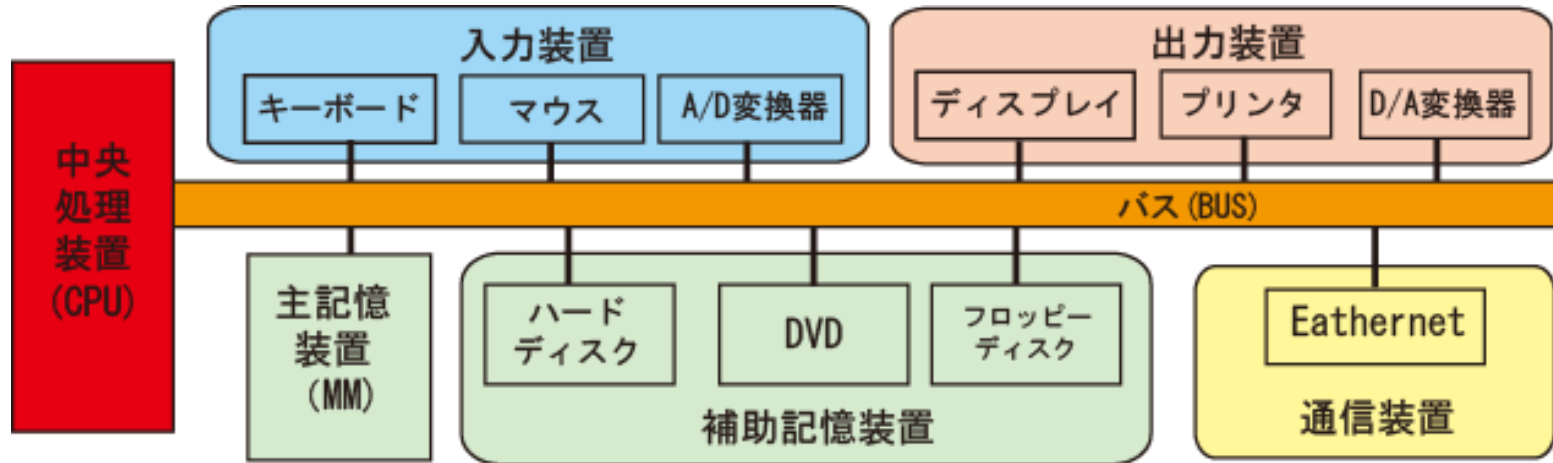 中央
処理
装置
(CPU)
入力装置
キーボード
マウス
A/D変換器
出力装置
ディスプレイ
プリンタ
D/A変換器
バス(BUS)
主記憶
装置
(MM)
ハード
ディスク
DVD
フロッピー
ディスク
補助記憶装置
Eathernet
通信装置